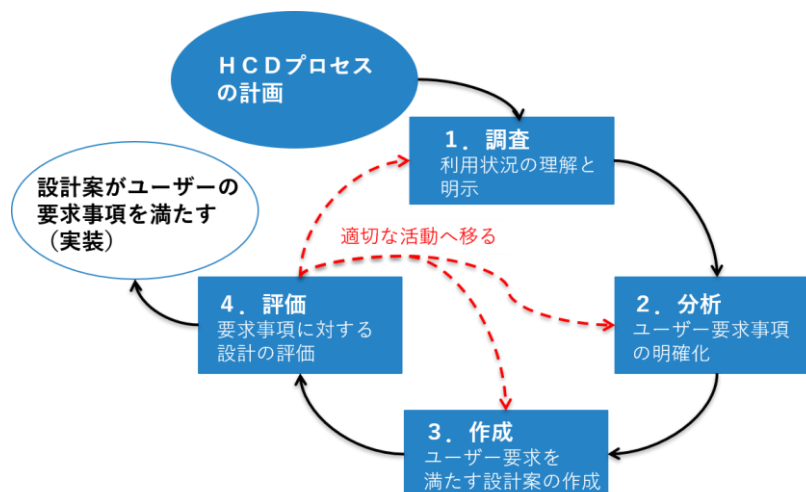 ＨＣＤプロセス
の計画
１．調査
利用状況の理解と
明示
設計案がユーザーの
要求事項を満たす
（実装）
適切な活動へ移る
４．評価
要求事項に対する
設計の評価
２．分析
ユーザー要求事項
の明確化
３．作成
ユーザー要求を
満たす設計案の作成